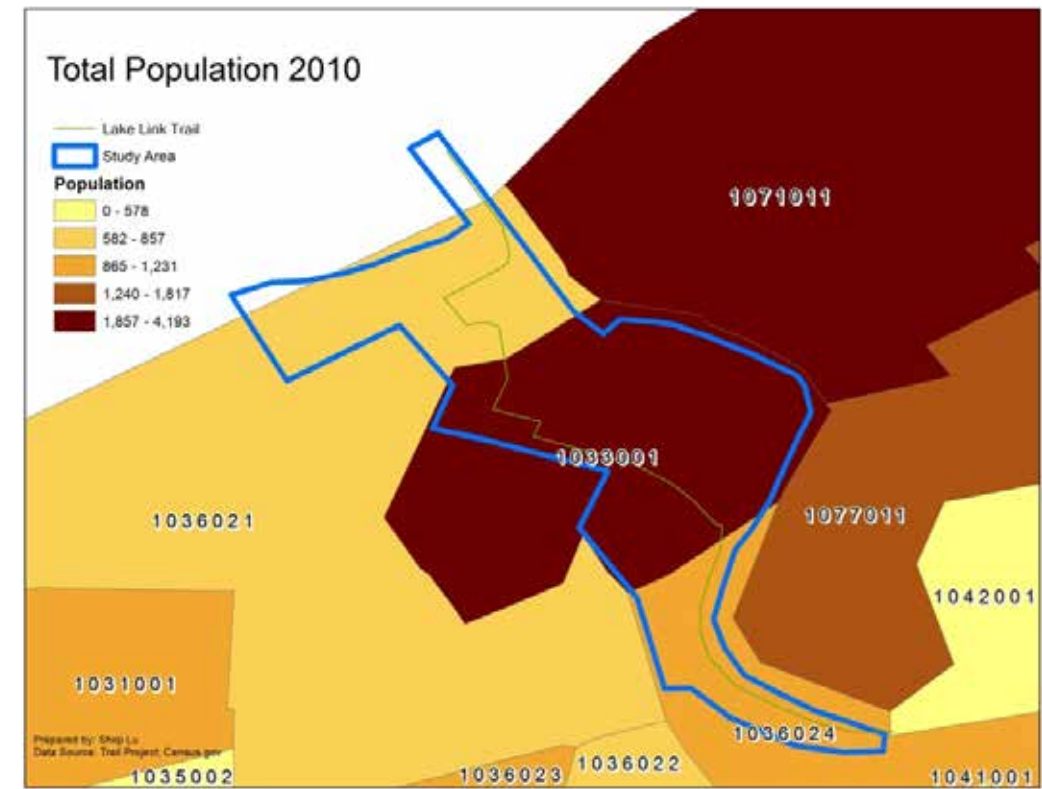 Total Population 2010
Lake Link Trail
Study Area
Population
0 - 578
582 - 857
865 - 1,231
1,240 - 1,817
1,857 - 4,193
1071011
1033001
1036021
1077011
1042001
1031001
1036024
Prepared by: Shiqi Lu
Data Source: Trail Project, Census.gov
1035002
1036023
1036022
1041001